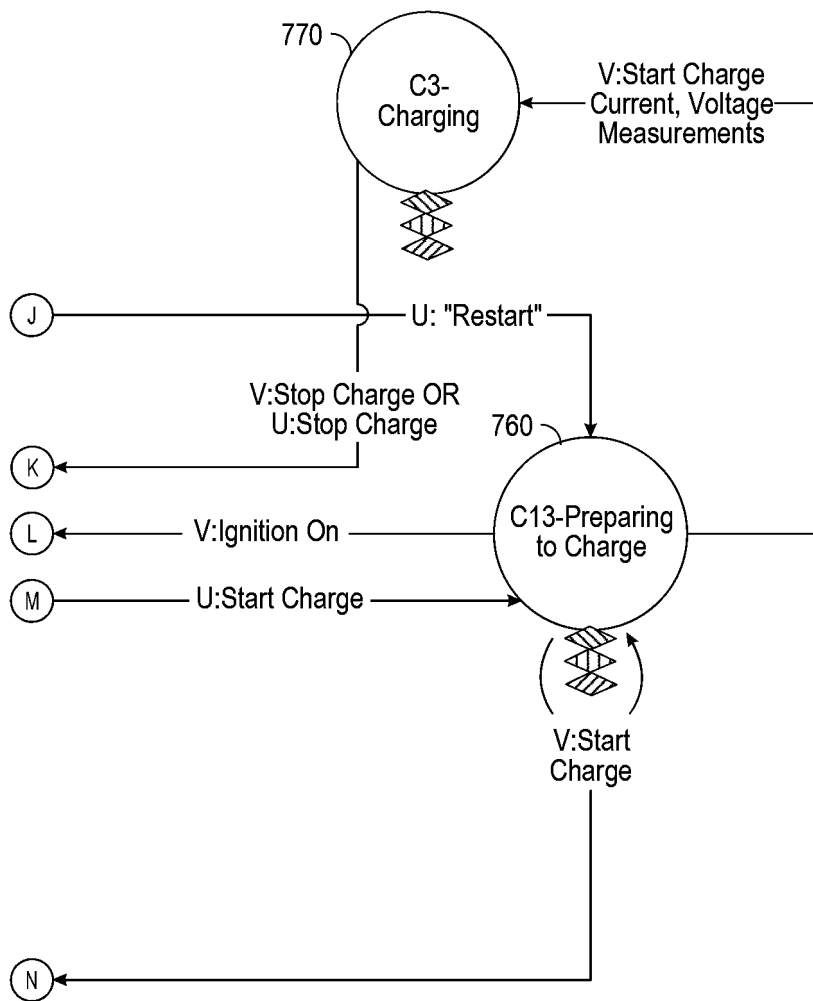 770
C3-
Charging
V:Start Charge
Current, Voltage
Measurements
J
U: "Restart"
V:Stop Charge OR
U:Stop Charge
760
K
C13-Preparing
to Charge
L
V:Ignition On
M
U:Start Charge
V:Start
Charge
N